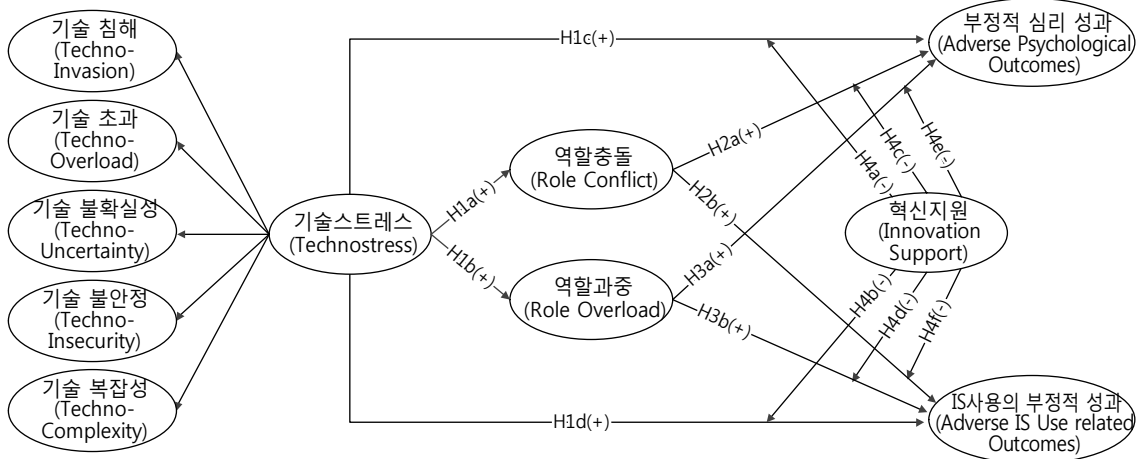 기술 침해
(Techno-
Invasion)
기술 초과
(Techno-
Overload)
기술 불확실성
(Techno-
Uncertainty)
기술 불안정
(Techno-
Insecurity)
기술 복잡성
(Techno-
Complexity)
기술스트레스
(Technostress)
H1a(+)
H1b(+)
H1c(+)
H1d(+)
역할충돌
(Role Conflict)
역할과중
(Role Overload)
H2a(+)
H2b(+)
H3a(+)
H3b(+)
H4a(-)
H4c(-)
H4e(-)
혁신지원
(Innovation
Support)
H4b(-)
H4d(-)
H4f(-)
부정적 심리 성과
(Adverse Psychological
Outcomes)
IS사용의 부정적 성과
(Adverse IS Use related
Outcomes)